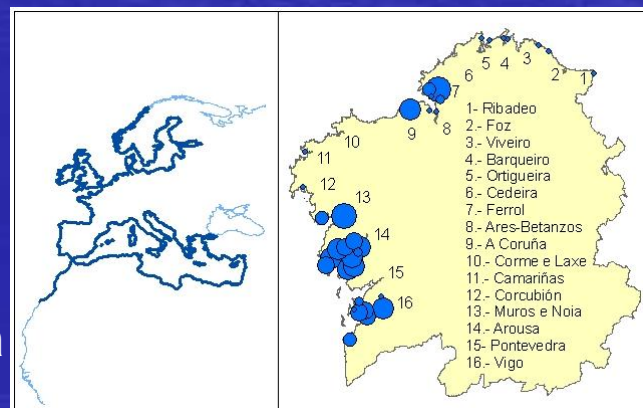 6
5
4
3
2
1
7
8
9
10
11
12
13
14
15
16
1- Ribadeo
2.- Foz
3.- Viveiro
4.- Barqueiro
5.- Ortigueira
6.- Cedeira
7.- Ferrol
8.- Ares-Betanzos
9.- A Coruña
10.- Corme e Laxe
11.- Camariñas
12.- Corcubión
13.- Muros e Noia
14.- Arousa
15- Pontevedra
16.- Vigo